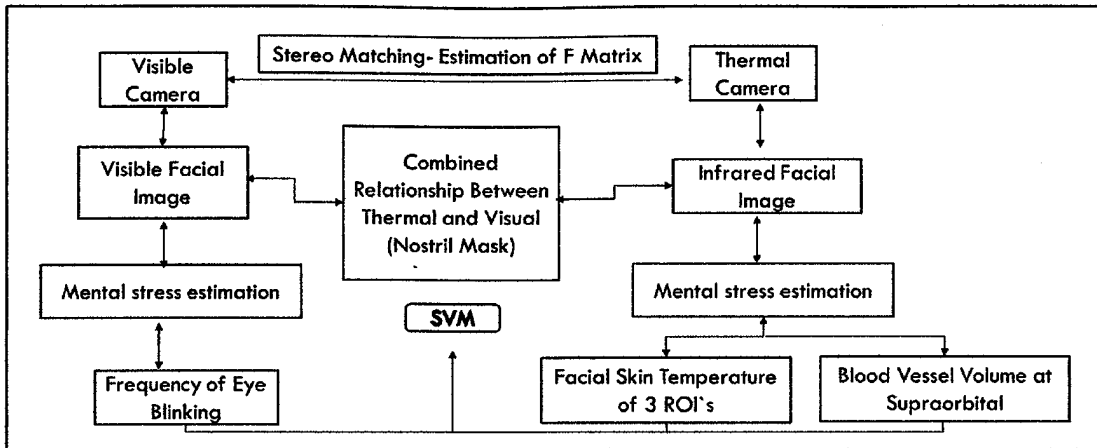 Stereo Matching- Estimation of F Matrix
Visible
Camera
Thermal
Camera
Visible Facial
Image
Combined
Relationship Between
Thermal and Visual
(Nostril Mask)
Infrared Facial
Image
Mental stress estimation
Mental stress estimation
SVM
Frequency of Eye
Blinking
Facial Skin Temperature
of 3 ROI`s
Blood Vessel Volume at
Supraorbital